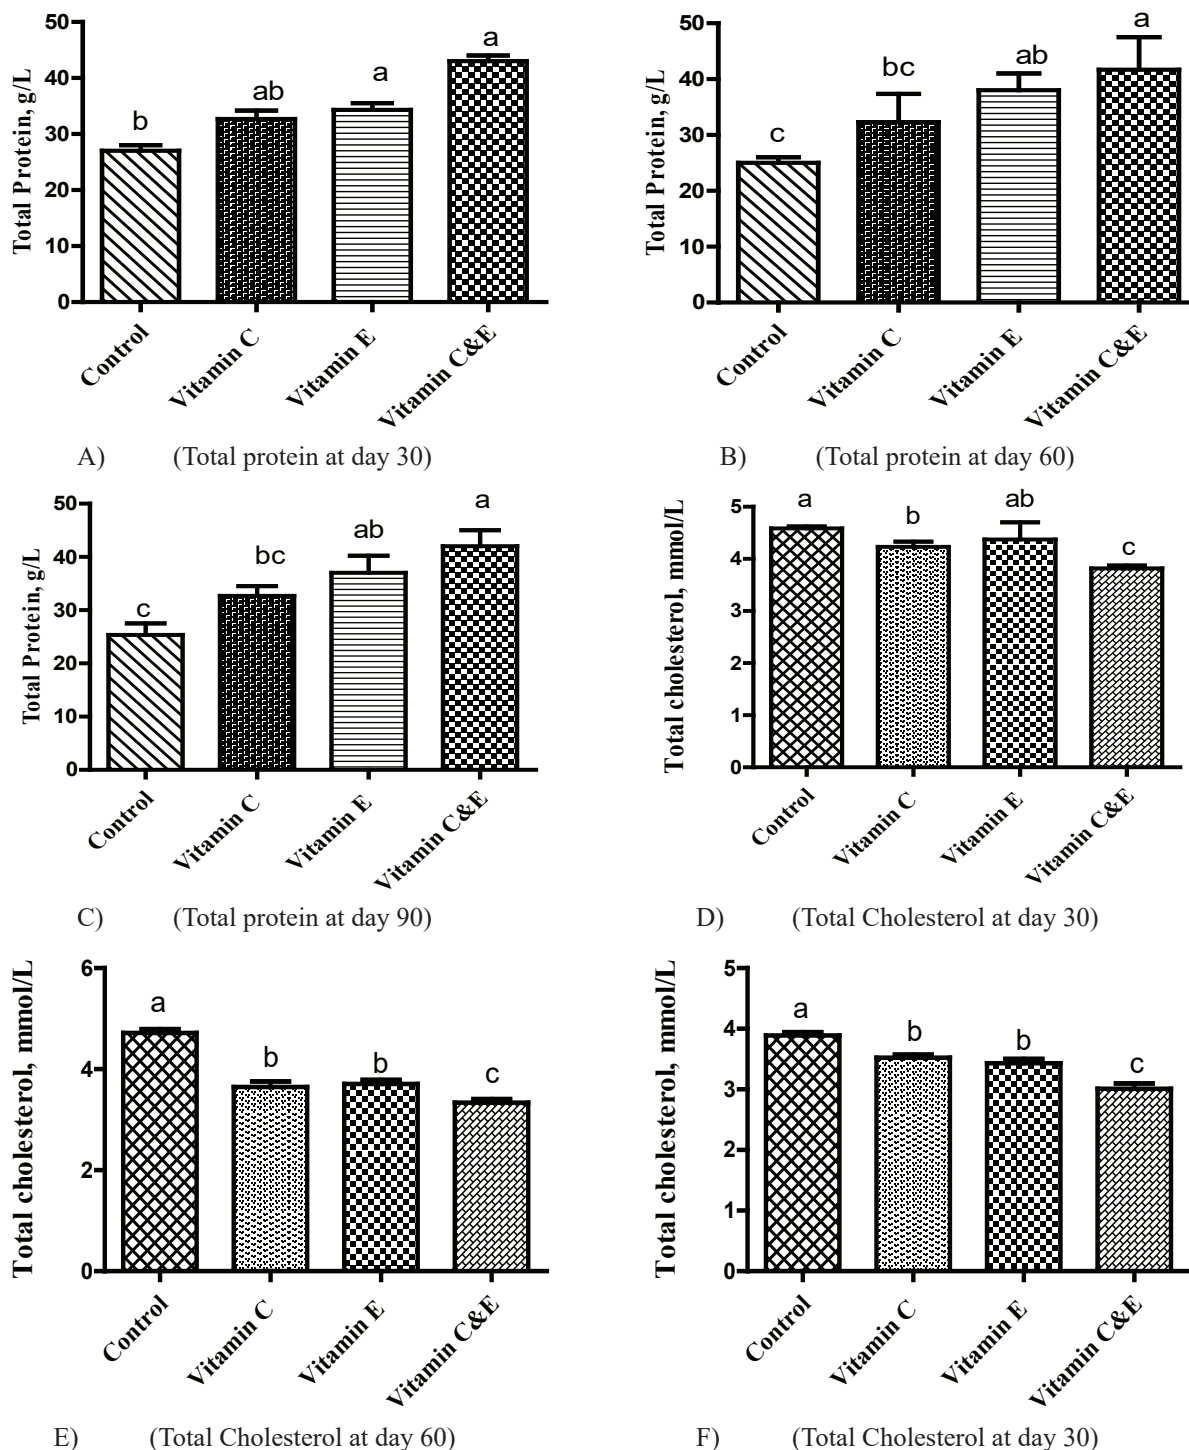 50
40
30
20
10
0
Total Protein, g/L
b
ab
a
a
Control
Vitamin C
Vitamin E
Vitamin C&E
A) (Total protein at day 30)
50
40
30
20
10
0
Total Protein, g/L
c
bc
ab
a
Control
Vitamin C
Vitamin E
Vitamin C&E
B) (Total protein at day 60)
50
40
30
20
10
0
Total Protein, g/L
c
bc
ab
a
Control
Vitamin C
Vitamin E
Vitamin C&E
C) (Total protein at day 90)
5
4
3
2
1
0
Total cholesterol, mmol/L
a
b
ab
c
Control
Vitamin C
Vitamin E
Vitamin C&E
D) (Total Cholesterol at day 30)
6
4
2
0
Total cholesterol, mmol/L
a
b
b
c
Control
Vitamin C
Vitamin E
Vitamin C&E
E) (Total Cholesterol at day 60)
5
4
3
2
1
0
Total cholesterol, mmol/L
a
b
b
c
Control
Vitamin C
Vitamin E
Vitamin C&E
F) (Total Cholesterol at day 30)